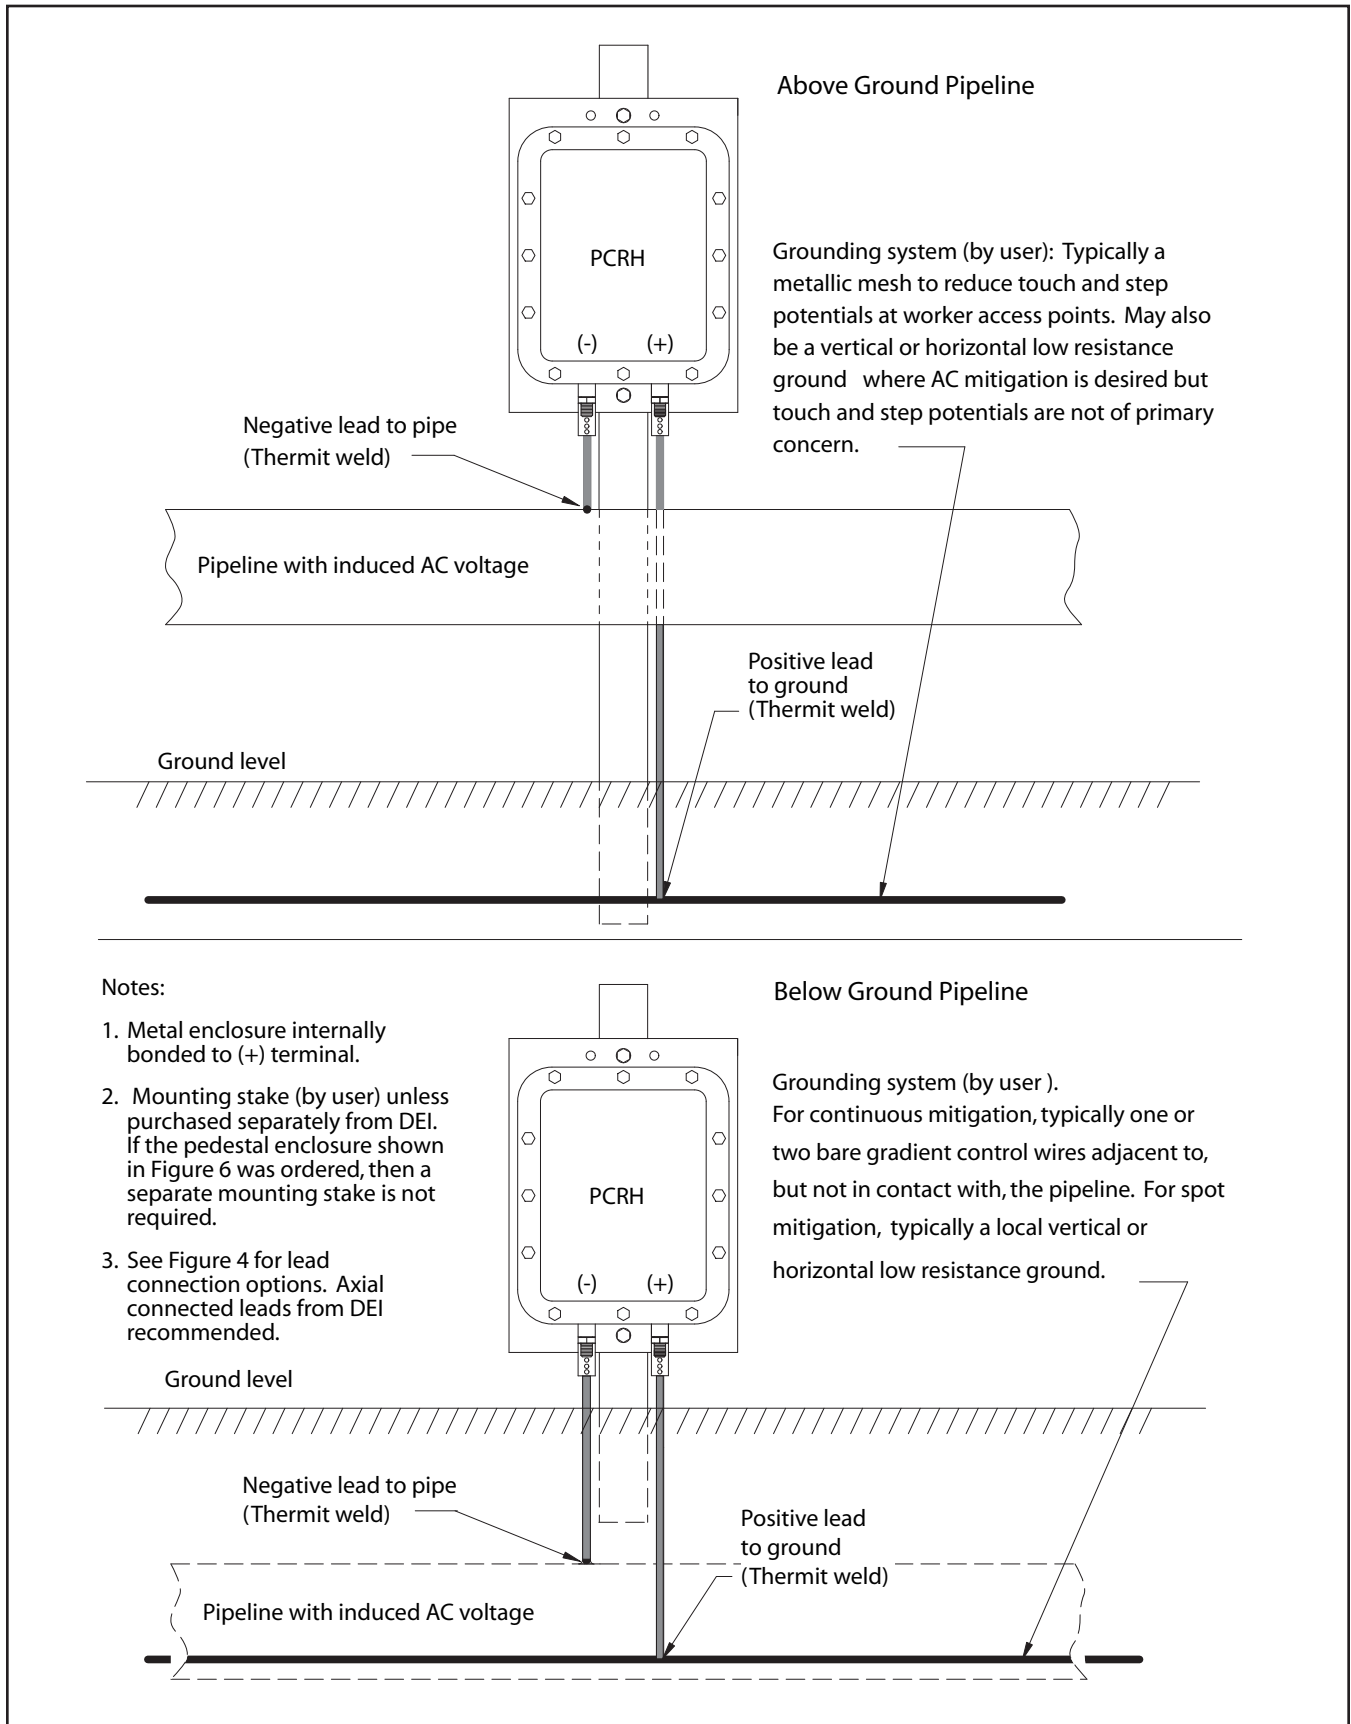 Above Ground Pipeline
PCRH
(-) (+)
Grounding system (by user): Typically a
metallic mesh to reduce touch and step
potentials at worker access points. May also
be a vertical or horizontal low resistance
ground where AC mitigation is desired but
touch and step potentials are not of primary
concern.
Negative lead to pipe
(Thermit weld)
Pipeline with induced AC voltage
Positive lead
to ground
(Thermit weld)
Ground level
Notes:
1. Metal enclosure internally
bonded to (+) terminal.
2. Mounting stake (by user) unless
purchased separately from DEI.
If the pedestal enclosure shown
in Figure 6 was ordered, then a
separate mounting stake is not
required.
3. See Figure 4 for lead
connection options. Axial
connected leads from DEI
recommended.
Below Ground Pipeline
PCRH
(-) (+)
Grounding system (by user ).
For continuous mitigation, typically one or
two bare gradient control wires adjacent to,
but not in contact with, the pipeline. For spot
mitigation, typically a local vertical or
horizontal low resistance ground.
Ground level
Negative lead to pipe
(Thermit weld)
Positive lead
to ground
(Thermit weld)
Pipeline with induced AC voltage